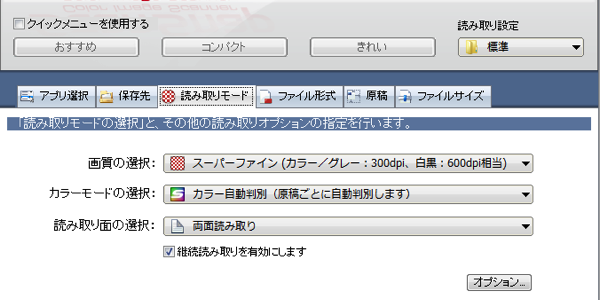 クイックメニューを使用する
読み取り設定
おすすめ
コンパクト
きれい
標準
アプリ選択
保存先
読み取りモード
ファイル形式
原稿
ファイルサイズ
「読み取りモードの選択」と、その他の読み取りオプションの指定を行います。
画質の選択:
スーパーファイン (カラー／グレー：300dpi、白黒：600dpi相当)
カラーモードの選択:
カラー自動判別（原稿ごとに自動判別します）
読み取り面の選択:
両面読み取り
継続読み取りを有効にします
オプション...